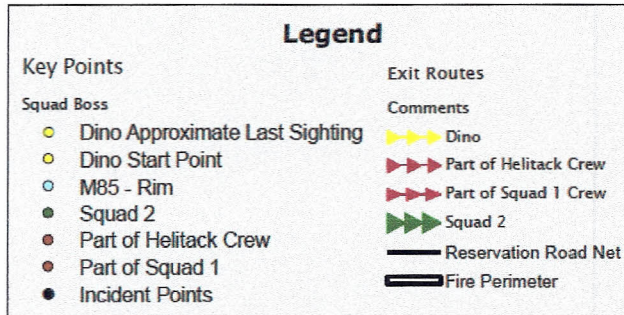 Legend
Key Points
Squad Boss
Dino Approximate Last Sighting
Dino Start Point
M85 - Rim
Squad 2
Part of Helitack Crew
Part of Squad 1
Incident Points
Exit Routes
Comments
Dino
Part of Helitack Crew
Part of Squad 1 Crew
Squad 2
Reservation Road Net
Fire Perimeter